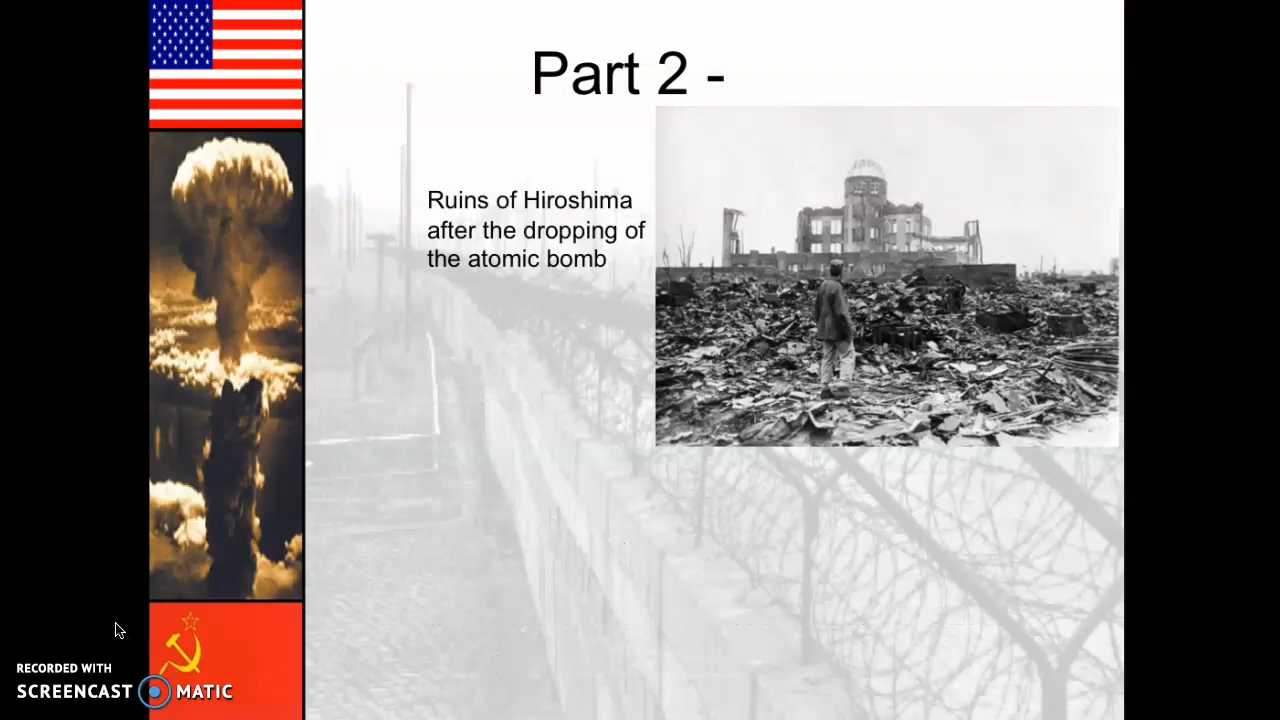 Part 2 -
Ruins of Hiroshima
after the dropping of
the atomic bomb
RECORDED WITH
SCREENCAST MATIC